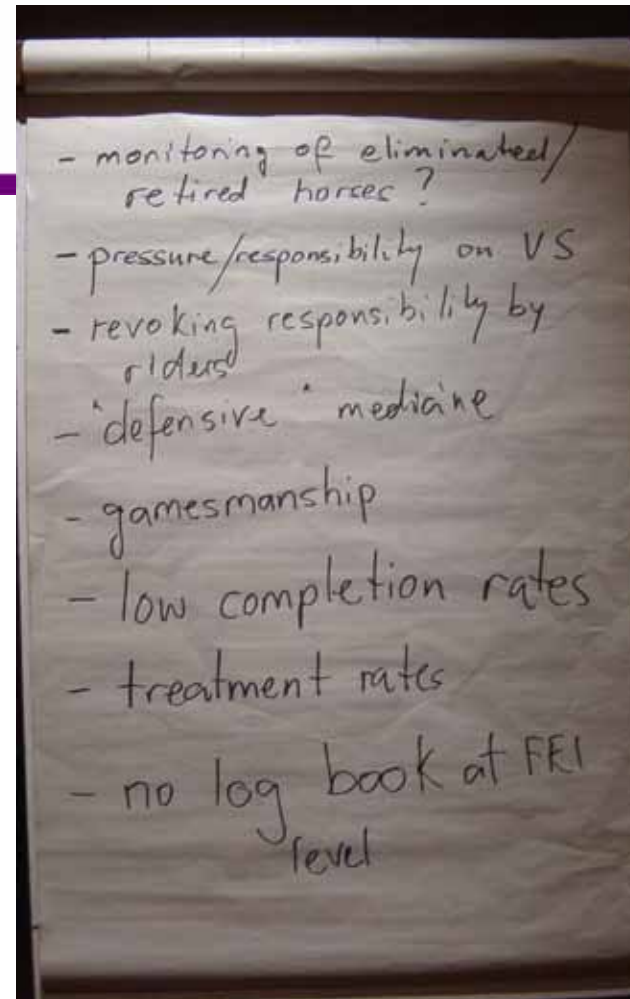 - monitoring of eliminated/
retired horses ?
- pressure/responsibility on VS
- revoking responsibility by
riders
- 'defensive' medicine
- gamesmanship
- low completion rates
- treatment rates
- no log book at FEI
level